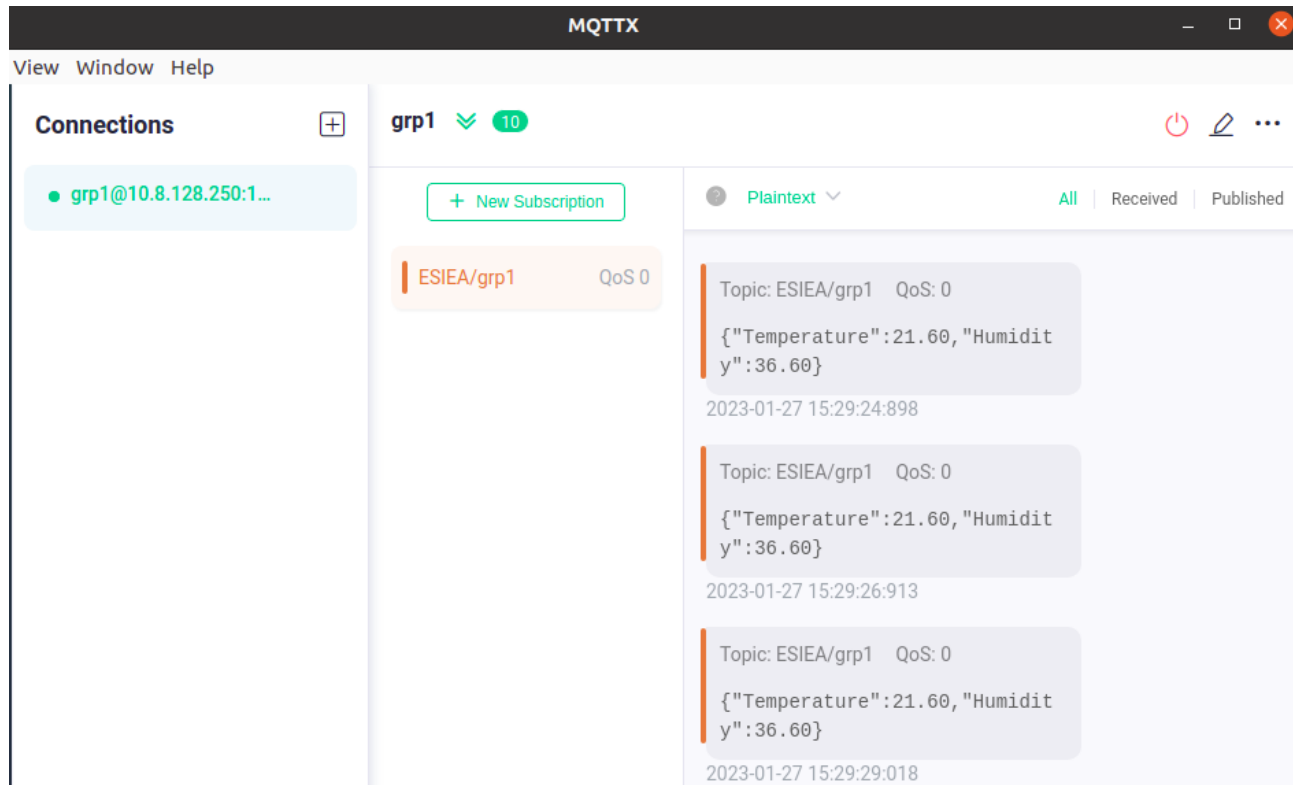 MQTTX
View Window Help
Connections
grp1 10
grp1@10.8.128.250:1...
+ New Subscription
ESIEA/grp1 QoS 0
? Plaintext All Received Published
Topic: ESIEA/grp1 QoS: 0
{"Temperature":21.60,"Humidit
y":36.60}
2023-01-27 15:29:24:898
Topic: ESIEA/grp1 QoS: 0
{"Temperature":21.60,"Humidit
y":36.60}
2023-01-27 15:29:26:913
Topic: ESIEA/grp1 QoS: 0
{"Temperature":21.60,"Humidit
y":36.60}
2023-01-27 15:29:29:018